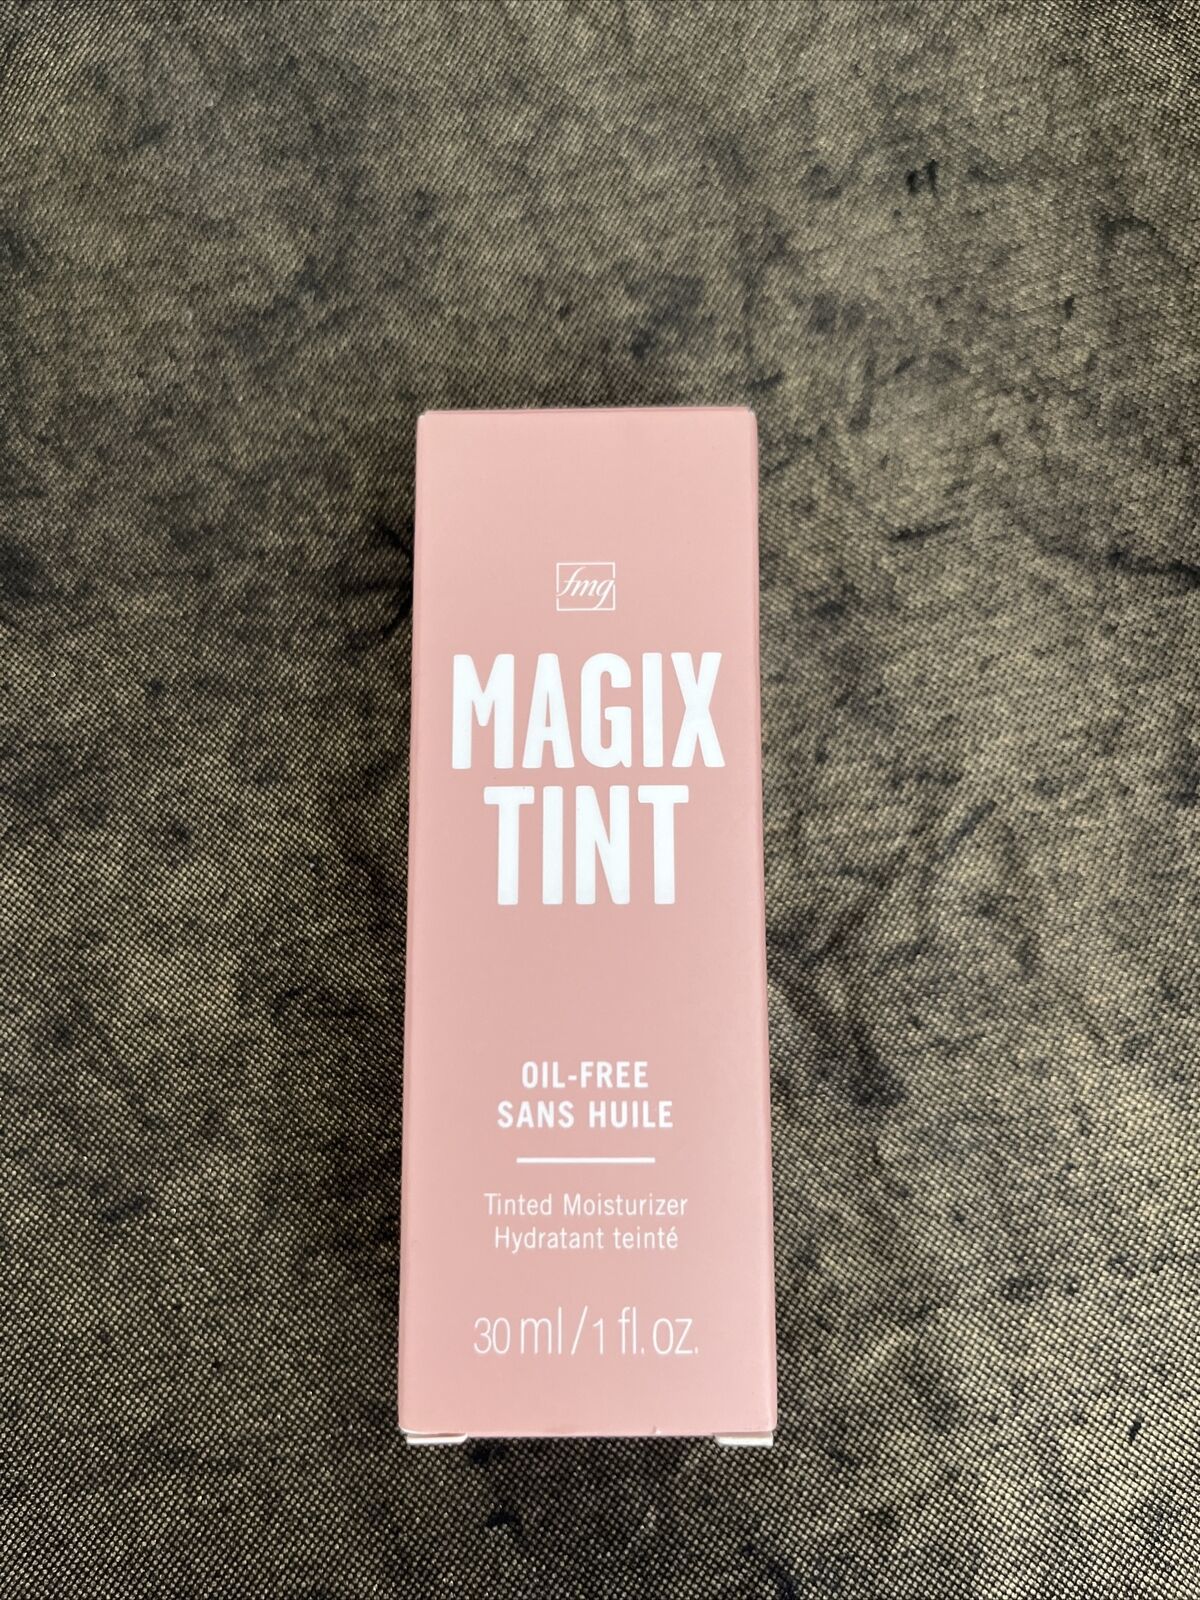 fmg
MAGIX
TINT
OIL-FREE
SANS HUILE
Tinted Moisturizer
Hydratant teinté
30 ml/1 fl. oz.